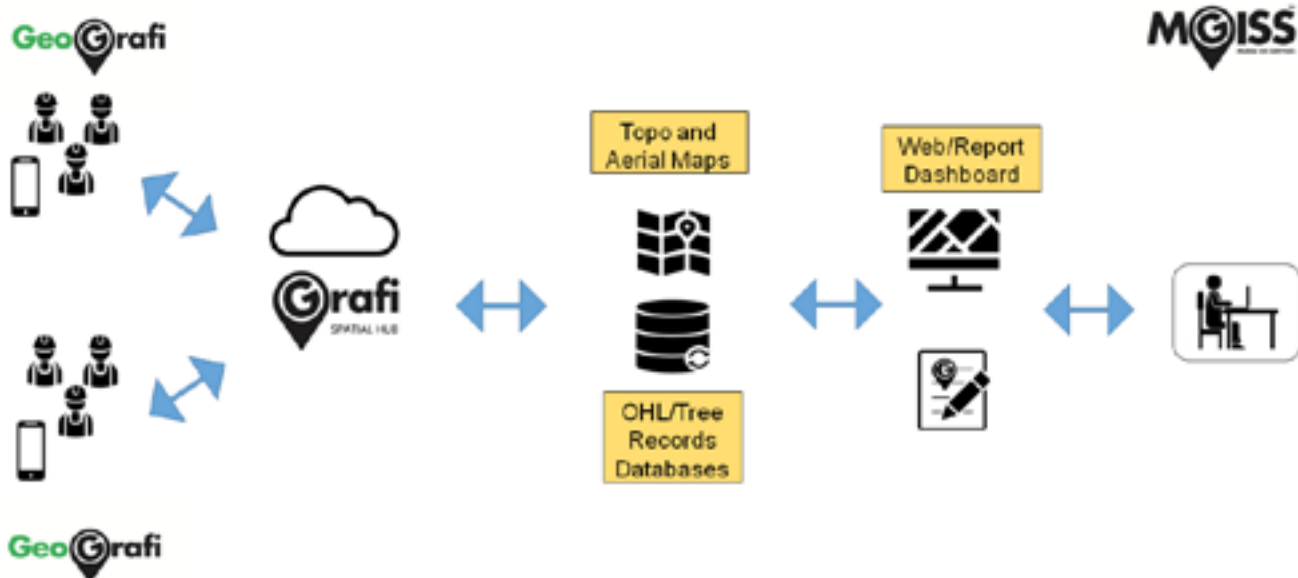 GeoGrafi
MGISS
Topo and
Aerial Maps
Web/Report
Dashboard
Grafi
SPATIAL HUB
OHL/Tree
Records
Databases
GeoGrafi